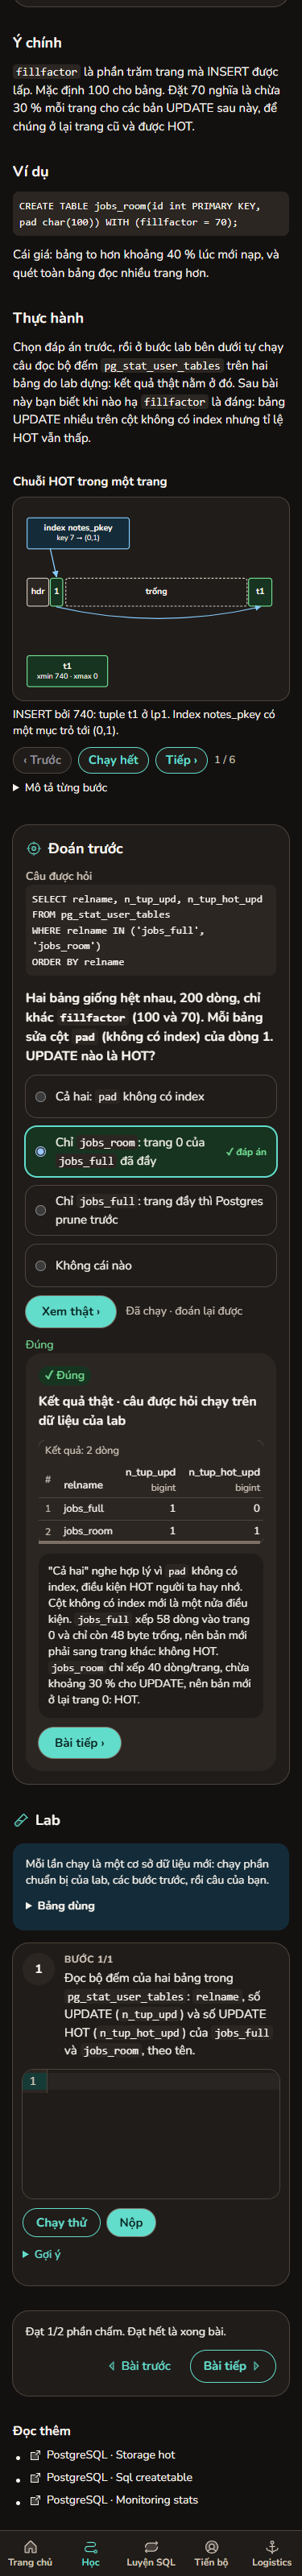 Ý chính
fillfactor là phần trăm trang mà INSERT được
lấp. Mặc định 100 cho bảng. Đặt 70 nghĩa là chừa
30 % mỗi trang cho các bản UPDATE sau này, để
chúng ở lại trang cũ và được HOT.
Ví dụ
CREATE TABLE jobs_room(id int PRIMARY KEY,
pad char(100)) WITH (fillfactor = 70);
Cái giá: bảng to hơn khoảng 40 % lúc mới nạp, và
quét toàn bảng đọc nhiều trang hơn.
Thực hành
Chọn đáp án trước, rồi ở bước lab bên dưới tự chạy
câu đọc bộ đếm pg_stat_user_tables trên hai
bảng do lab dựng: kết quả thật nằm ở đó. Sau bài
này bạn biết khi nào hạ fillfactor là đáng: bảng
UPDATE nhiều trên cột không có index nhưng tỉ lệ
HOT vẫn thấp.
Chuỗi HOT trong một trang
index notes_pkey
key 7 → (0,1)
hdr 1 trống t1
t1
xmin 740 · xmax 0
INSERT bởi 740: tuple t1 ở lp1. Index notes_pkey có
một mục trỏ tới (0,1).
‹ Trước Chạy hết Tiếp › 1 / 6
▶ Mô tả từng bước
Đoán trước
Câu được hỏi
SELECT relname, n_tup_upd, n_tup_hot_upd
FROM pg_stat_user_tables
WHERE relname IN ('jobs_full',
'jobs_room')
ORDER BY relname
Hai bảng giống hệt nhau, 200 dòng, chỉ
khác fillfactor (100 và 70). Mỗi bảng
sửa cột pad (không có index) của dòng 1.
UPDATE nào là HOT?
Cả hai: pad không có index
Chỉ jobs_room: trang 0 của
jobs_full đã đầy
✓ đáp án
Chỉ jobs_full: trang đầy thì Postgres
prune trước
Không cái nào
Xem thật › Đã chạy · đoán lại được
Đúng
✓ Đúng
Kết quả thật · câu được hỏi chạy trên
dữ liệu của lab
Kết quả: 2 dòng
# relname n_tup_upd bigint n_tup_hot_upd bigint
1 jobs_full 1 0
2 jobs_room 1 1
"Cả hai" nghe hợp lý vì pad không có
index, điều kiện HOT người ta hay nhớ.
Cột không có index mới là một nửa điều
kiện. jobs_full xếp 58 dòng vào trang
0 và chỉ còn 48 byte trống, nên bản mới
phải sang trang khác: không HOT.
jobs_room chỉ xếp 40 dòng/trang, chừa
khoảng 30 % cho UPDATE, nên bản mới
ở lại trang 0: HOT.
Bài tiếp ›
Lab
Mỗi lần chạy là một cơ sở dữ liệu mới: chạy phần
chuẩn bị của lab, các bước trước, rồi câu của bạn.
▶ Bảng dùng
1 BƯỚC 1/1
Đọc bộ đếm của hai bảng trong
pg_stat_user_tables: relname, số
UPDATE (n_tup_upd) và số UPDATE
HOT (n_tup_hot_upd) của jobs_full
và jobs_room, theo tên.
1
Chạy thử Nộp
▶ Gợi ý
Đạt 1/2 phần chấm. Đạt hết là xong bài.
Bài trước Bài tiếp
Đọc thêm
PostgreSQL · Storage hot
PostgreSQL · Sql createtable
PostgreSQL · Monitoring stats
Trang chủ Học Luyện SQL Tiến bộ Logistics